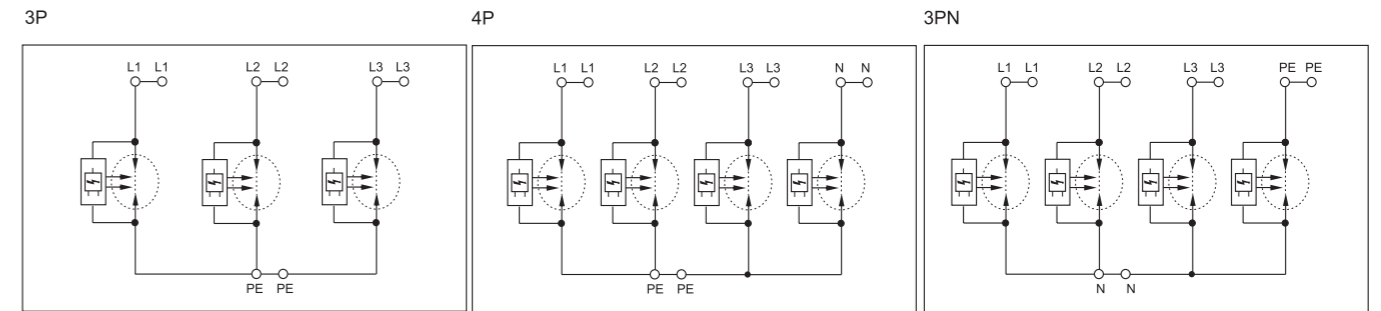 3P
4P
3PN
L1 L1 L2 L2 L3 L3
L1 L1 L2 L2 L3 L3 N N
L1 L1 L2 L2 L3 L3 PE PE
PE PE
PE PE
N N